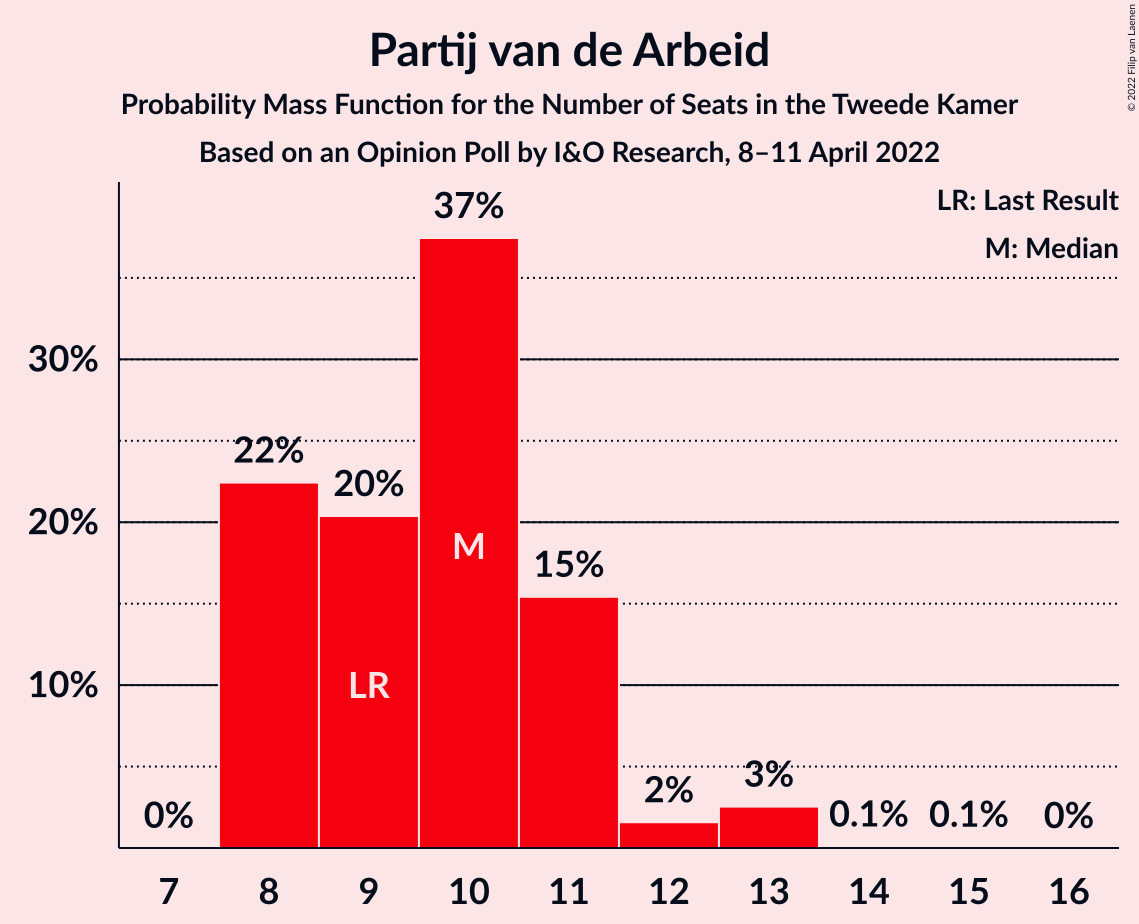 Partij van de Arbeid
Probability Mass Function for the Number of Seats in the Tweede Kamer
Based on an Opinion Poll by I&O Research, 8–11 April 2022
© 2022 Filip van Laenen
LR: Last Result
M: Median
37%
30%
22%
20%
20%
M
15%
LR
10%
0%
2%
3%
0.1%
0.1%
0%
7 8 9 10 11 12 13 14 15 16